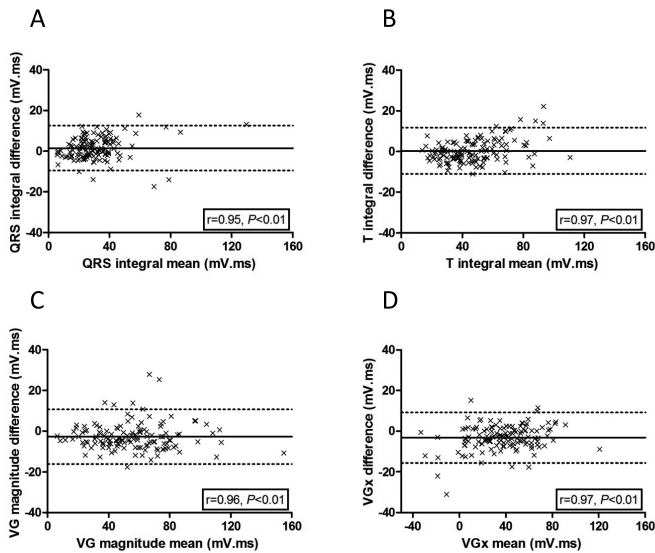 A
QRS integral difference (mV.ms)
40
20
0
-20
-40
0
40
80
120
160
QRS integral mean (mV.ms)
r=0.95, P<0.01
B
T integral difference (mV.ms)
40
20
0
-20
-40
0
40
80
120
160
T integral mean (mV.ms)
r=0.97, P<0.01
C
VG magnitude difference (mV.ms)
40
20
0
-20
-40
0
40
80
120
160
VG magnitude mean (mV.ms)
r=0.96, P<0.01
D
VGx difference (mV.ms)
40
20
0
-20
-40
-40
0
40
80
120
160
VGx mean (mV.ms)
r=0.97, P<0.01